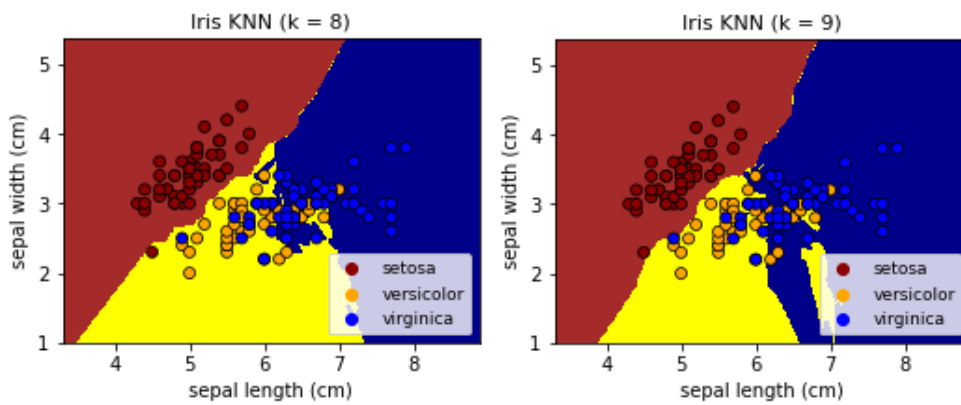 Iris KNN (k = 8)
sepal width (cm)
5
4
3
2
1
4 5 6 7 8
sepal length (cm)
setosa
versicolor
virginica
Iris KNN (k = 9)
sepal width (cm)
5
4
3
2
1
4 5 6 7 8
sepal length (cm)
setosa
versicolor
virginica